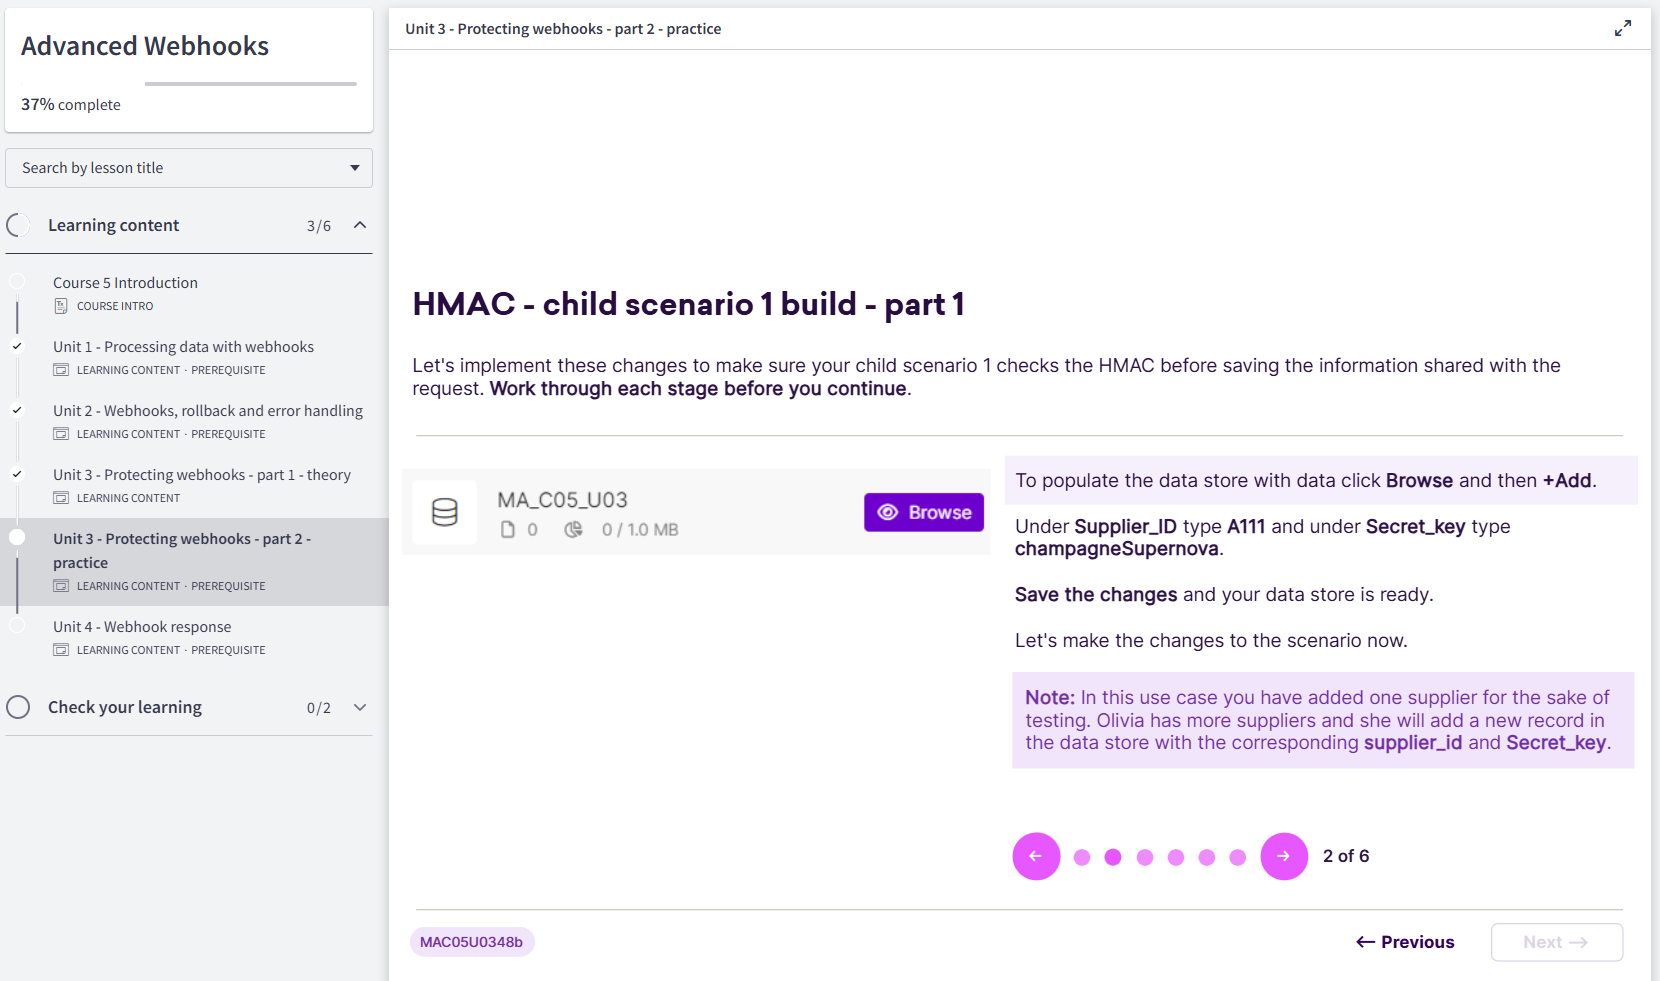 Advanced Webhooks
37% complete
Search by lesson title
Learning content
3/6
Course 5 Introduction
COURSE INTRO
Unit 1 - Processing data with webhooks
LEARNING CONTENT · PREREQUISITE
Unit 2 - Webhooks, rollback and error handling
LEARNING CONTENT · PREREQUISITE
Unit 3 - Protecting webhooks - part 1 - theory
LEARNING CONTENT
Unit 3 - Protecting webhooks - part 2 -
practice
LEARNING CONTENT · PREREQUISITE
Unit 4 - Webhook response
LEARNING CONTENT · PREREQUISITE
Check your learning
0/2
Unit 3 - Protecting webhooks - part 2 - practice
HMAC - child scenario 1 build - part 1
Let's implement these changes to make sure your child scenario 1 checks the HMAC before saving the information shared with the
request. Work through each stage before you continue.
MA_C05_U03
0 0 / 1.0 MB
Browse
To populate the data store with data click Browse and then +Add.
Under Supplier_ID type A111 and under Secret_key type
champagneSupernova.
Save the changes and your data store is ready.
Let's make the changes to the scenario now.
Note: In this use case you have added one supplier for the sake of
testing. Olivia has more suppliers and she will add a new record in
the data store with the corresponding supplier_id and Secret_key.
2 of 6
MAC05U0348b
Previous
Next